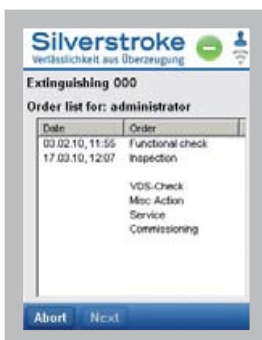 Silverstroke
Verlässlichkeit aus Überzeugung
Extinguishing 000
Order list for: administrator
Date Order
03.02.10, 11:55 Functional check
17.03.10, 12:07 Inspection
VDS-Check
Misc Action
Service
Commissioning
Abort Next